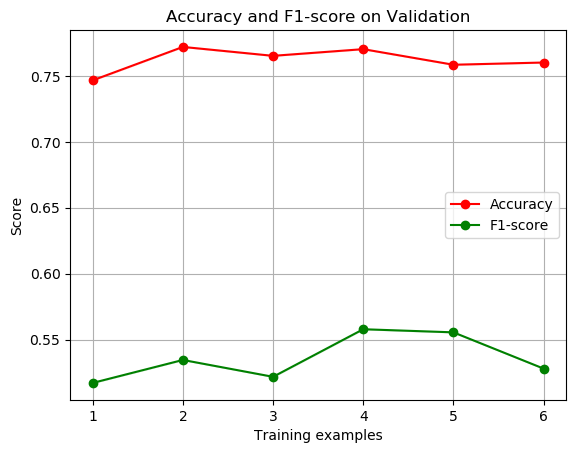 Accuracy and F1-score on Validation
0.75
0.70
0.65
0.60
0.55
Score
Accuracy
F1-score
1 2 3 4 5 6
Training examples